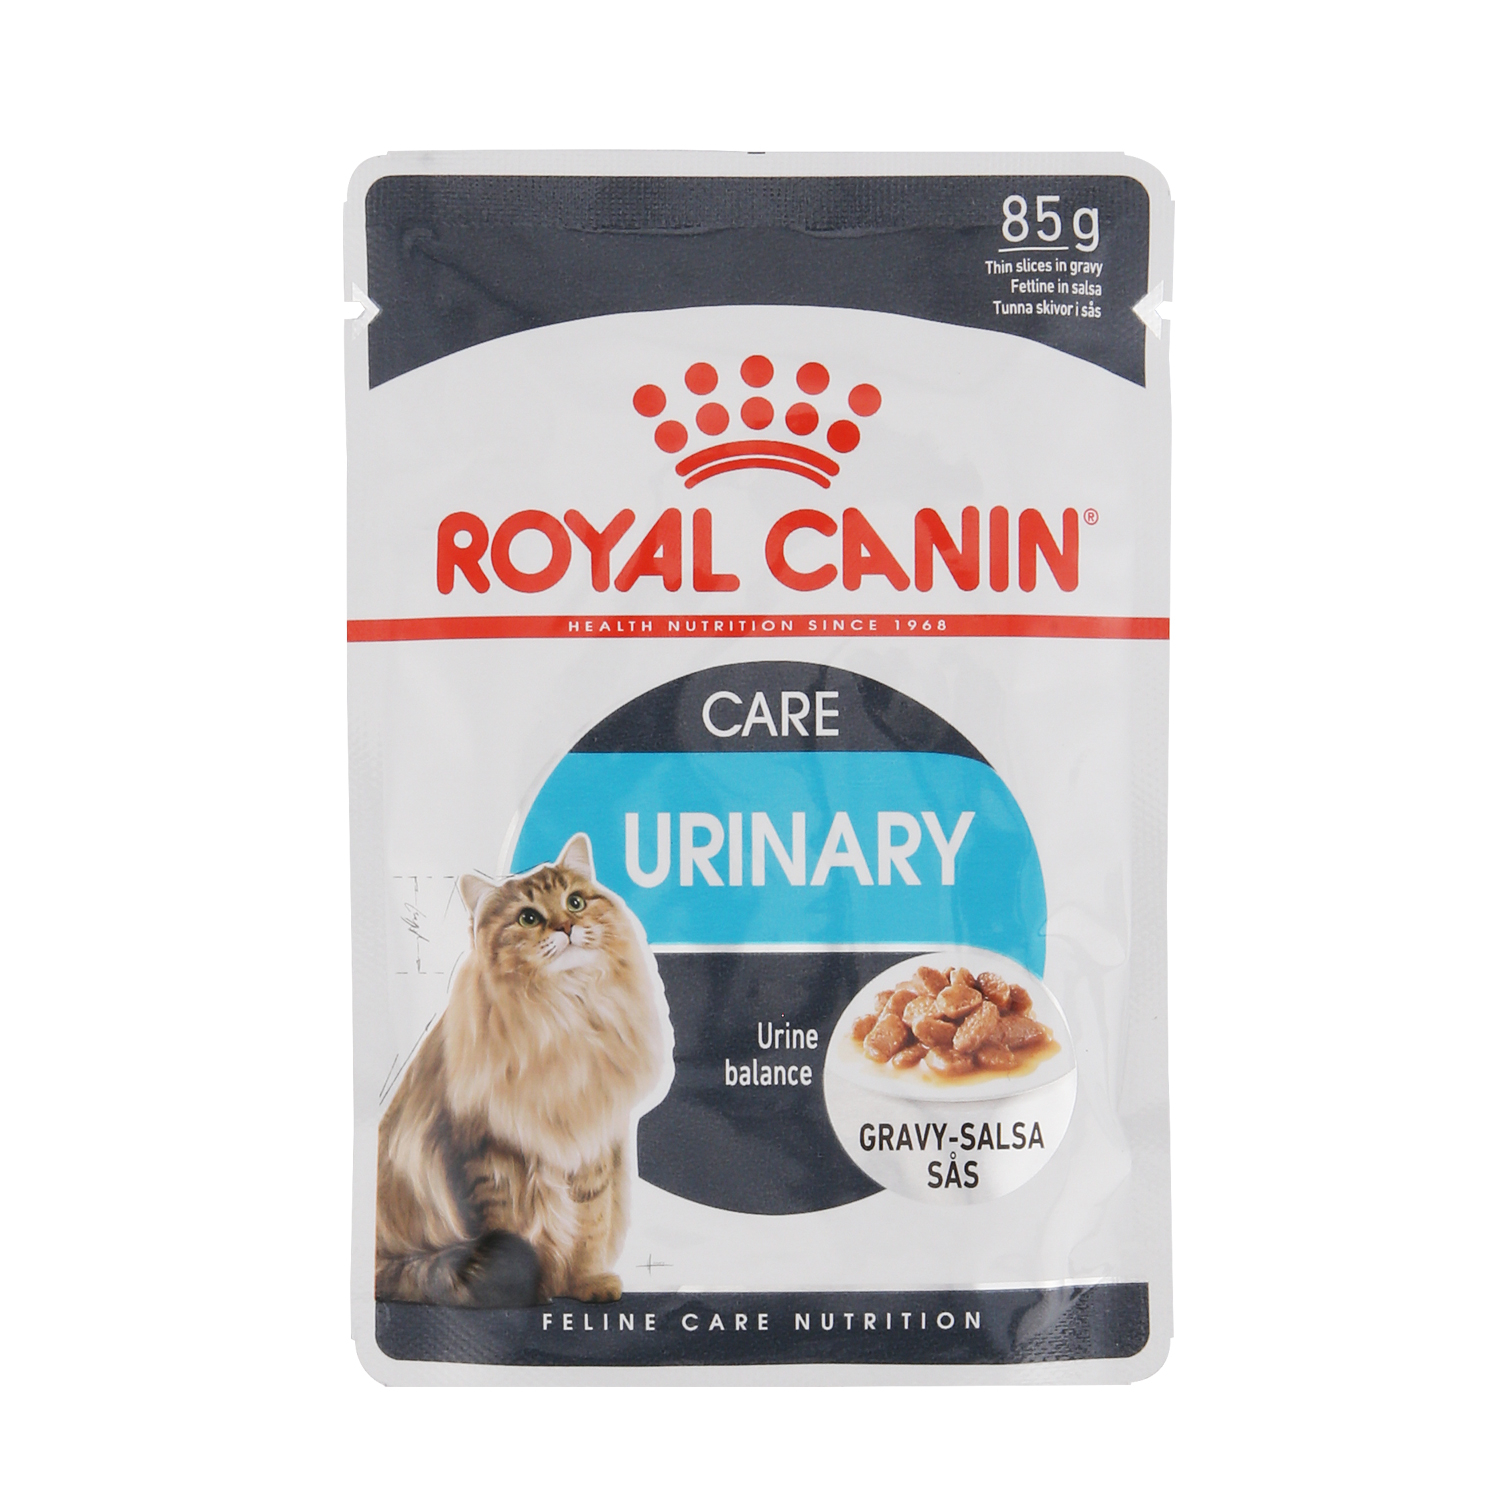 85g
Thin slices in gravy
Fettine in salsa
Tunna skivor i sås
ROYAL CANIN®
HEALTH NUTRITION SINCE 1968
CARE
URINARY
Urine
balance
GRAVY-SALSA
SÅS
FELINE CARE NUTRITION